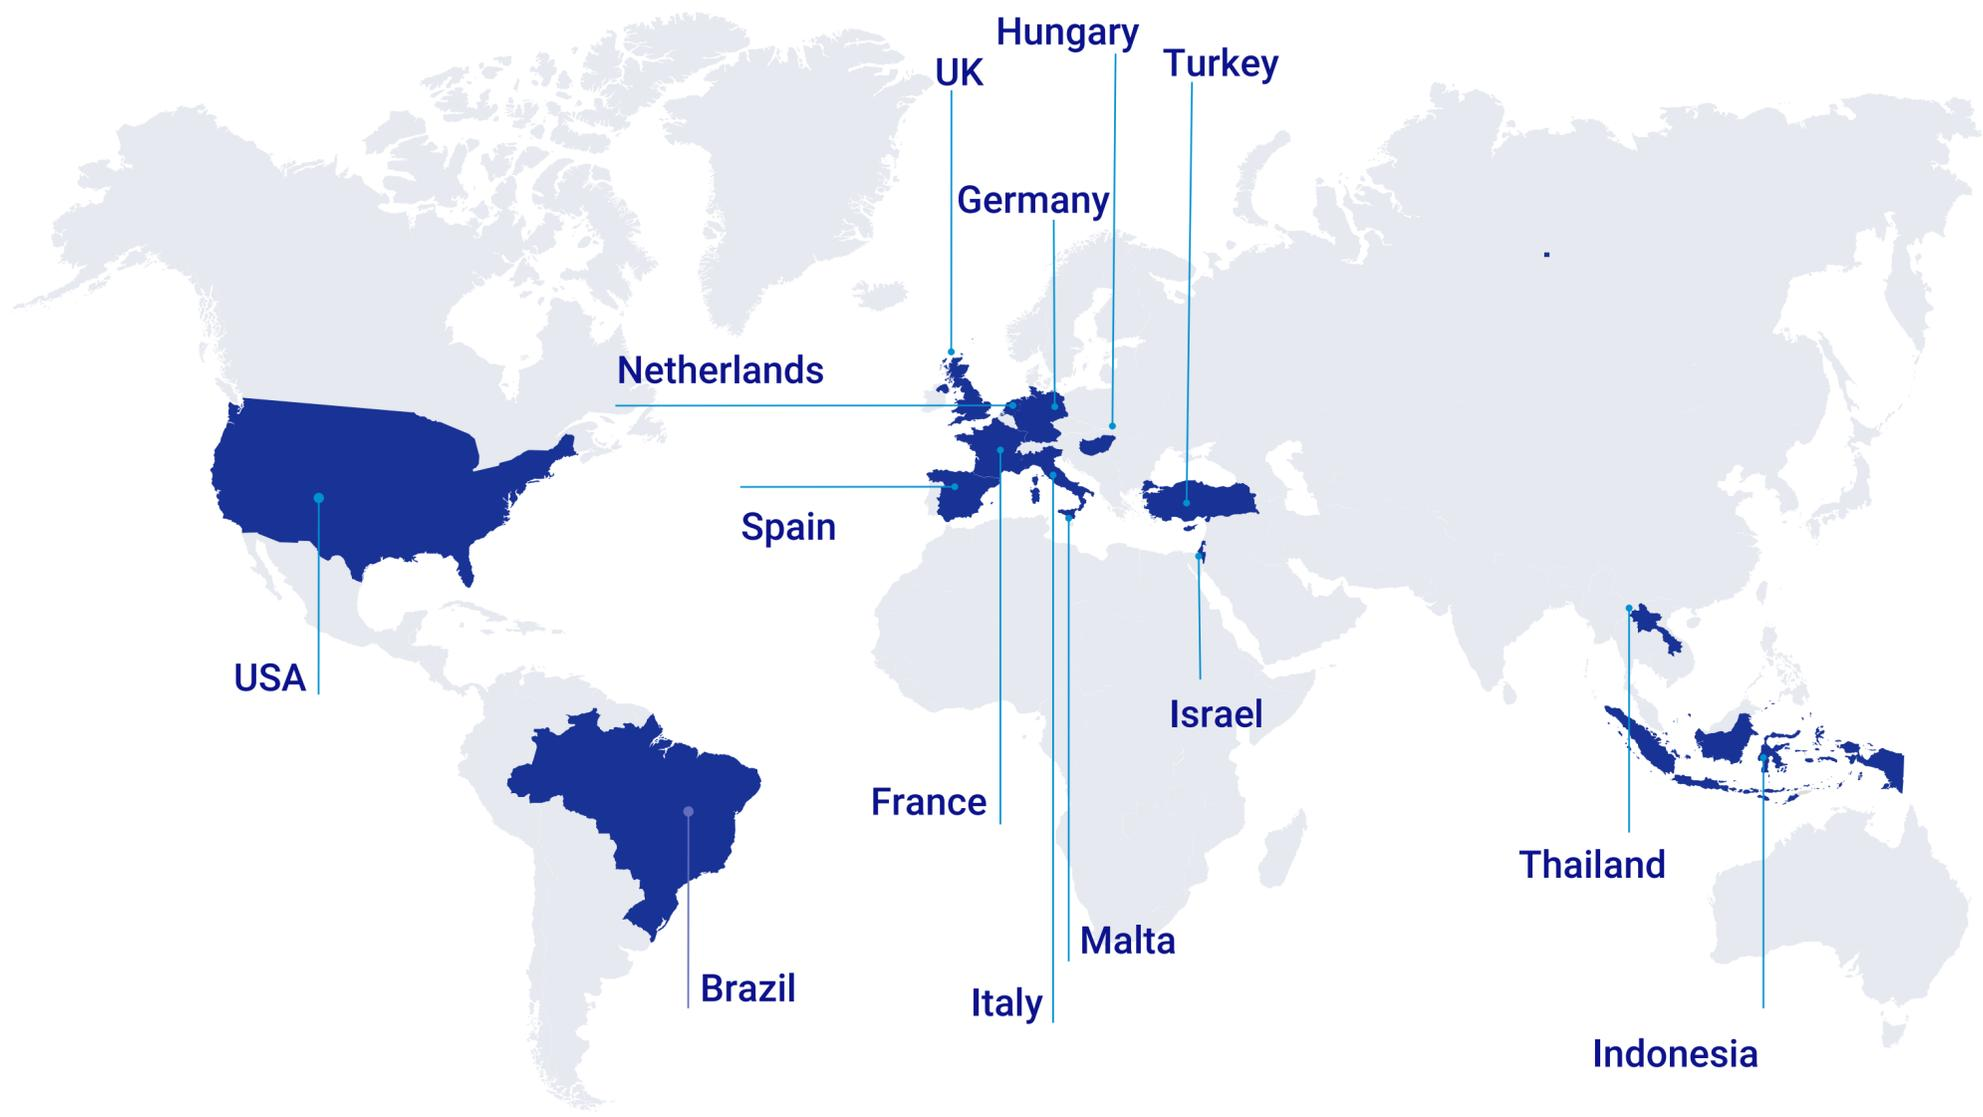 Hungary
Turkey
UK
Germany
Netherlands
Spain
USA
Israel
France
Thailand
Malta
Brazil
Italy
Indonesia